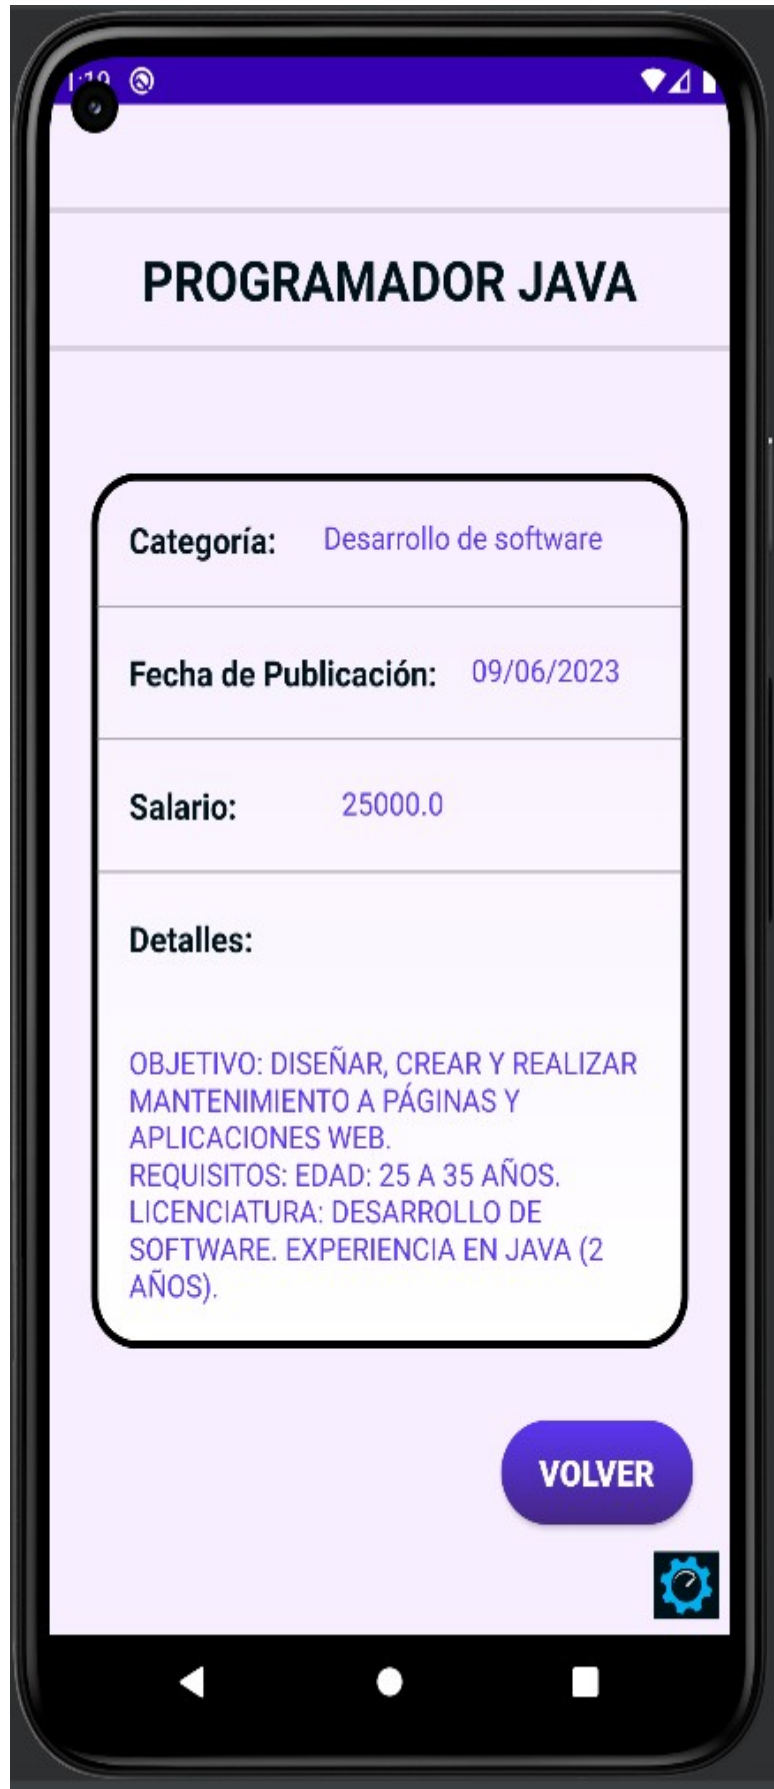 PROGRAMADOR JAVA
Categoría: Desarrollo de software
Fecha de Publicación: 09/06/2023
Salario: 25000.0
Detalles:
OBJETIVO: DISEÑAR, CREAR Y REALIZAR
MANTENIMIENTO A PÁGINAS Y
APLICACIONES WEB.
REQUISITOS: EDAD: 25 A 35 AÑOS.
LICENCIATURA: DESARROLLO DE
SOFTWARE. EXPERIENCIA EN JAVA (2
AÑOS).
VOLVER